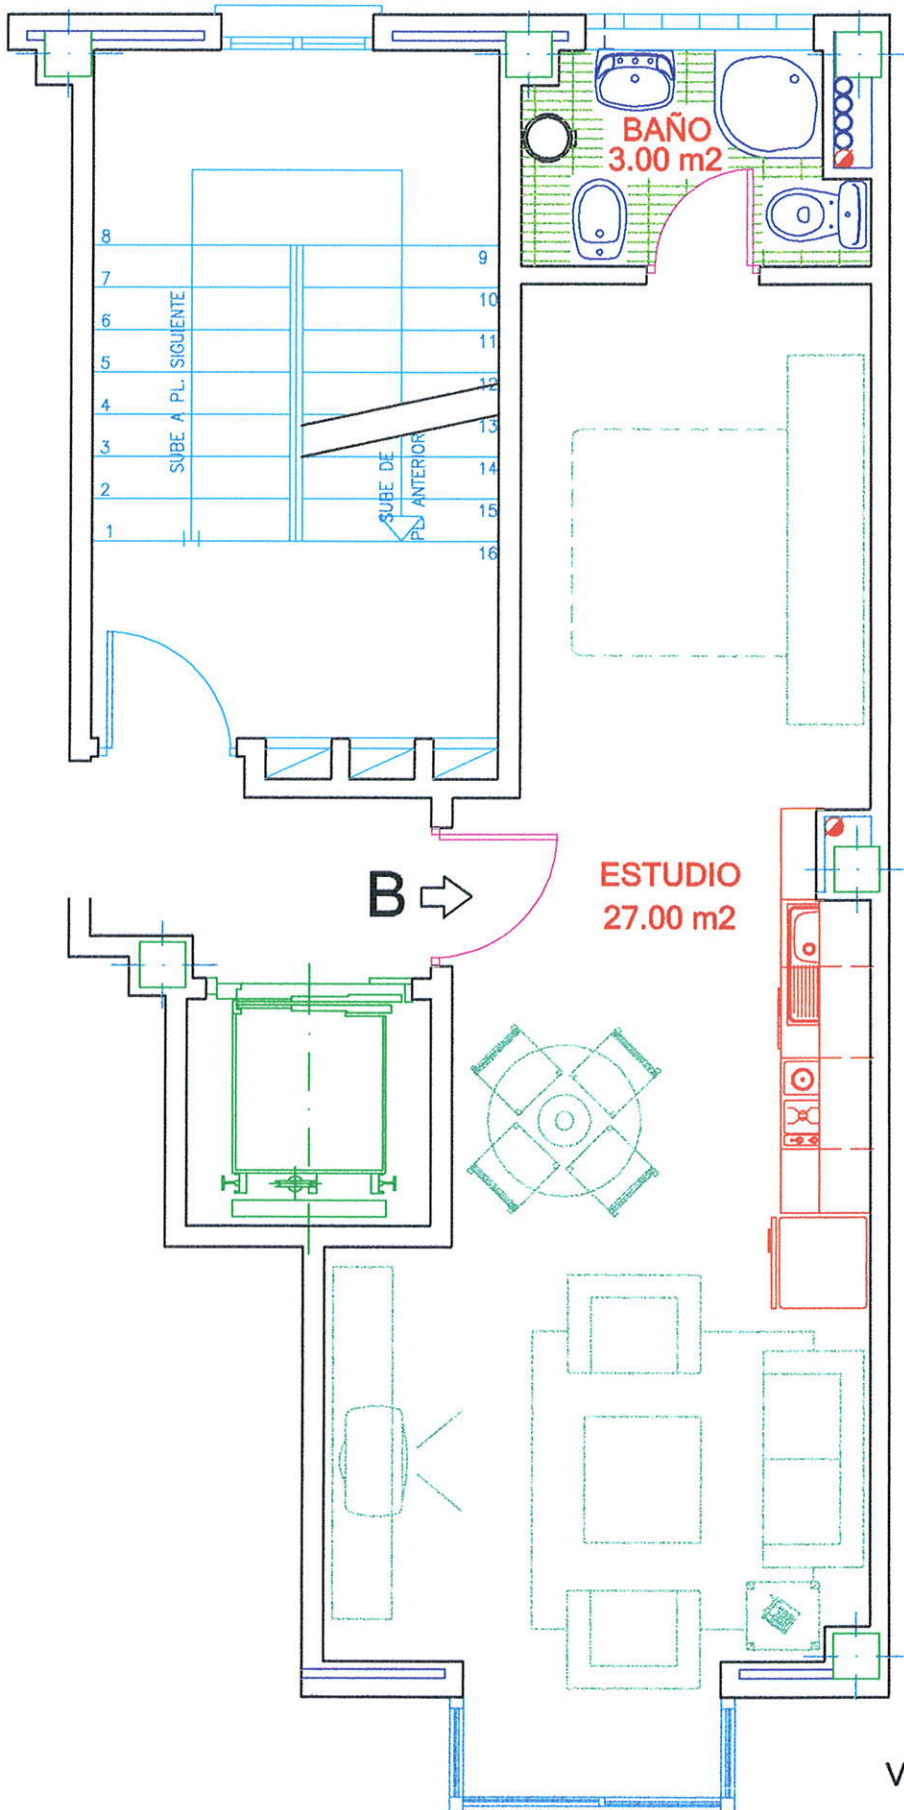 BAÑO
3.00 m2
8
7
6
5
4
3
2
1
9
10
11
12
13
14
15
16
SUBE A PL. SIGUIENTE
SUBE DE
PL. ANTERIOR
B
ESTUDIO
27.00 m2
V